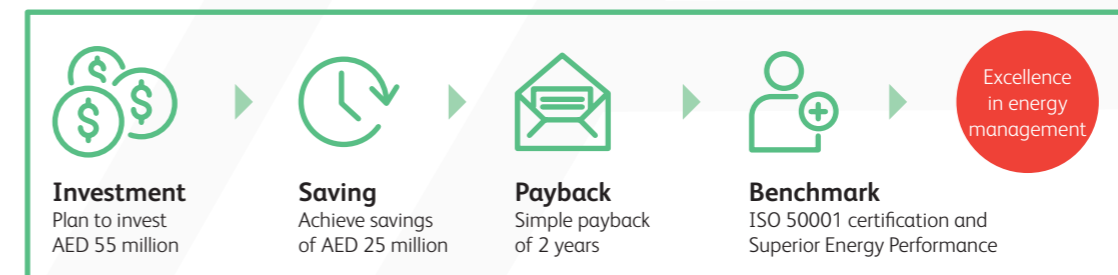 Investment
Plan to invest
AED 55 million
Saving
Achieve savings
of AED 25 million
Payback
Simple payback
of 2 years
Benchmark
ISO 50001 certification and
Superior Energy Performance
Excellence
in energy
management